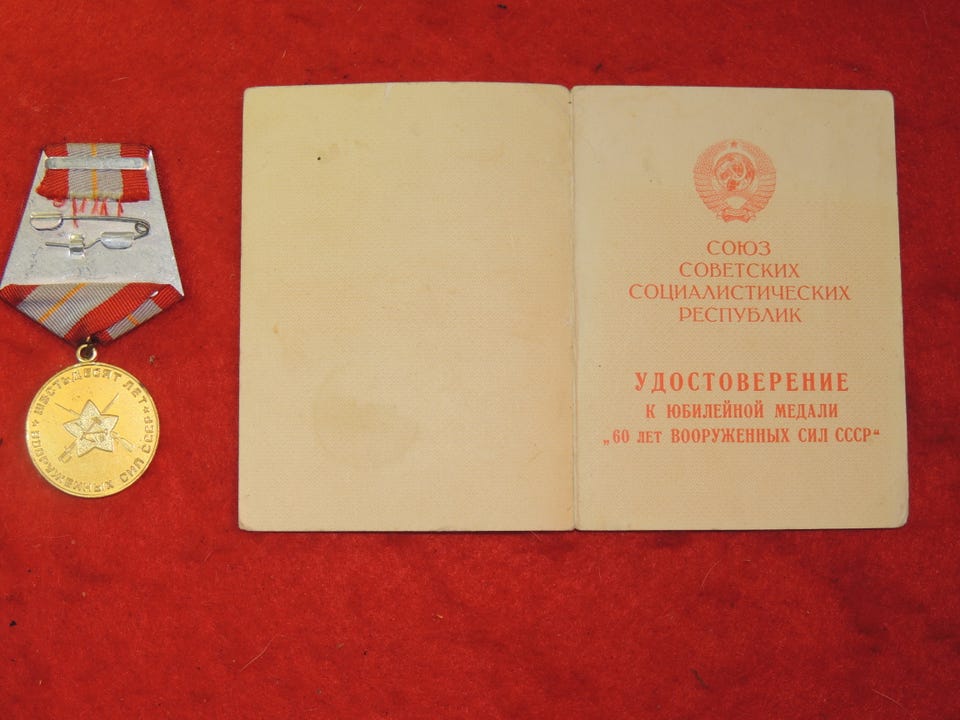 ШЕСТЬДЕСЯТ ЛЕТ
ВООРУЖЕННЫХ СИЛ СССР
СОЮЗ
СОВЕТСКИХ
СОЦИАЛИСТИЧЕСКИХ
РЕСПУБЛИК
УДОСТОВЕРЕНИЕ
К ЮБИЛЕЙНОЙ МЕДАЛИ
„60 лет ВООРУЖЕННЫХ СИЛ СССР“